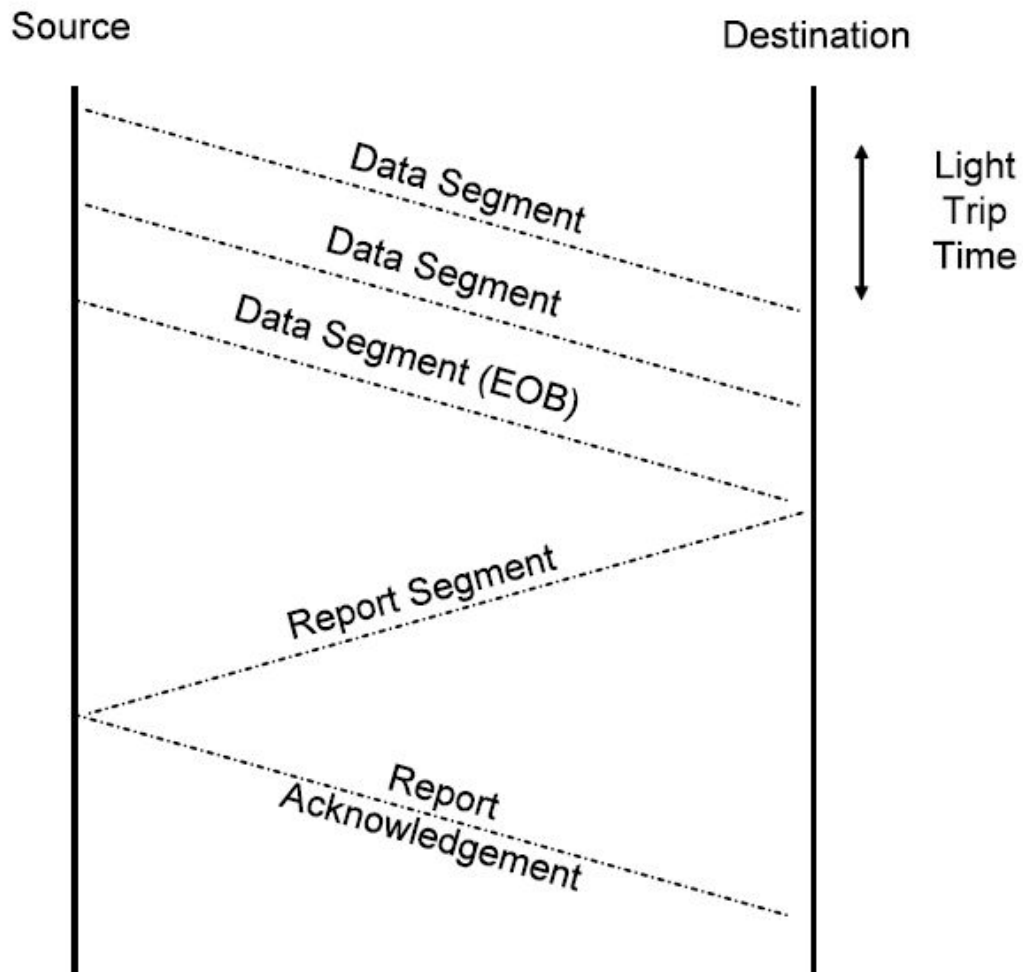 Source
Destination
Data Segment
Light
Trip
Time
Data Segment
Data Segment (EOB)
Report Segment
Report
Acknowledgement